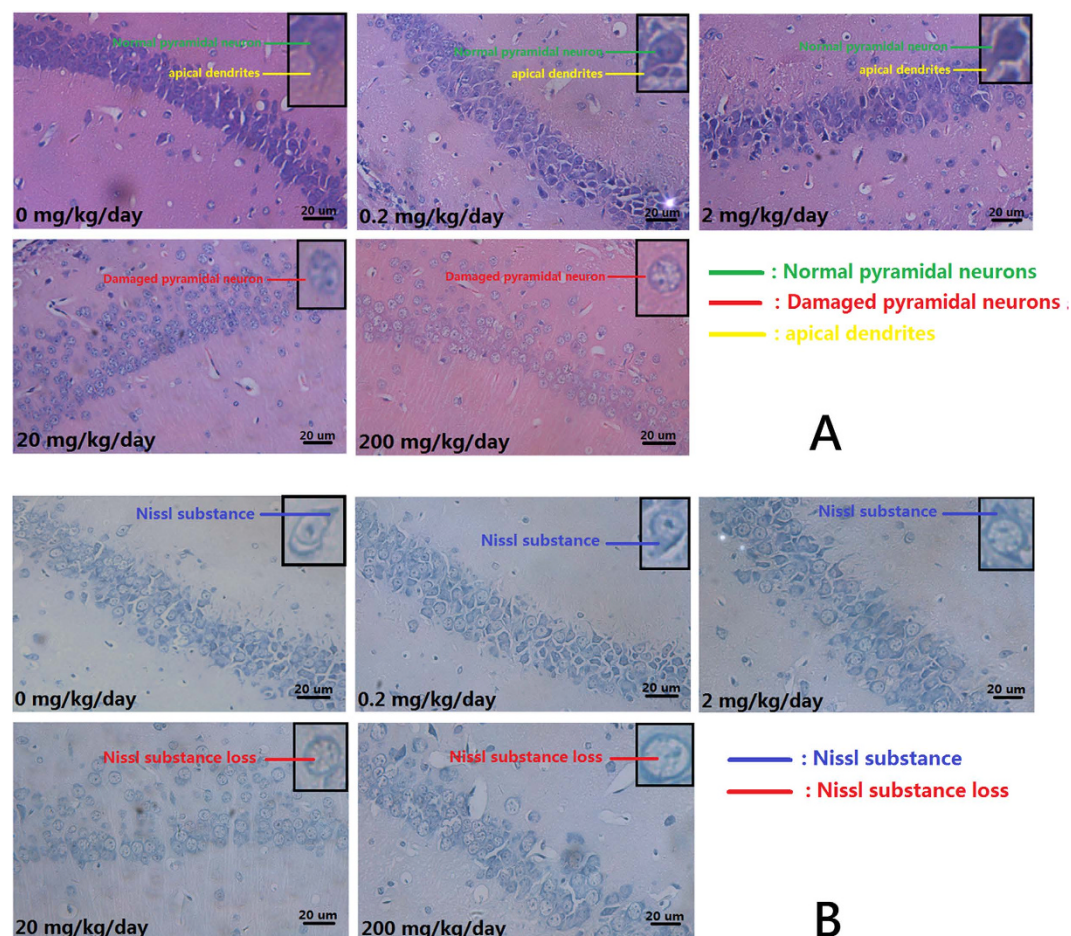 Normal pyramidal neuron
apical dendrites
0 mg/kg/day
20 um
Normal pyramidal neuron
apical dendrites
0.2 mg/kg/day
20 um
Normal pyramidal neuron
apical dendrites
2 mg/kg/day
20 um
Damaged pyramidal neuron
20 mg/kg/day
20 um
Damaged pyramidal neuron
200 mg/kg/day
20 um
: Normal pyramidal neurons
: Damaged pyramidal neurons .
: apical dendrites
A
Nissl substance
0 mg/kg/day
20 um
Nissl substance
0.2 mg/kg/day
20 um
Nissl substance
2 mg/kg/day
20 um
Nissl substance loss
20 mg/kg/day
20 um
Nissl substance loss
200 mg/kg/day
20 um
: Nissl substance
: Nissl substance loss
B